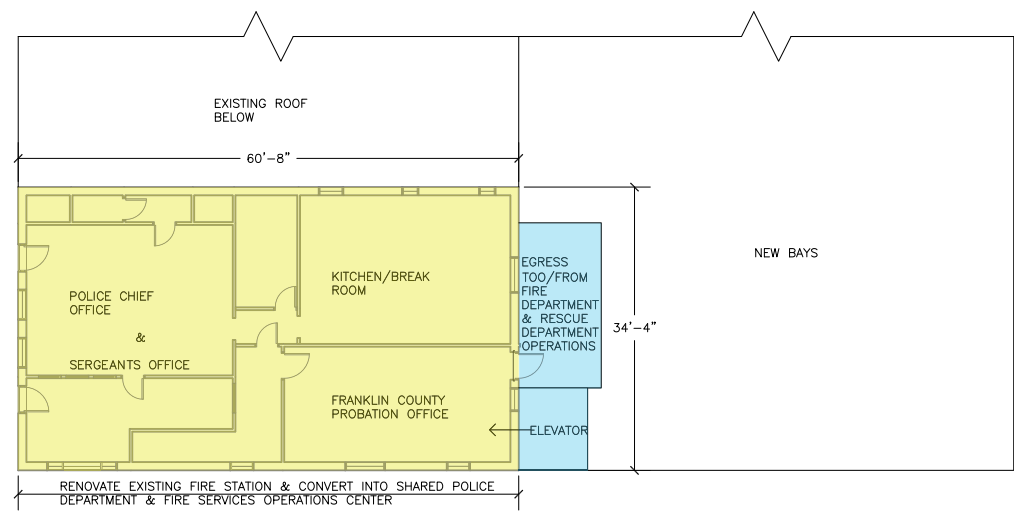 EXISTING ROOF
BELOW
60'-8"
EGRESS
TOO/FROM
FIRE
DEPARTMENT
& RESCUE
DEPARTMENT
OPERATIONS
NEW BAYS
KITCHEN/BREAK
ROOM
POLICE CHIEF
OFFICE
&
SERGEANTS OFFICE
34'-4"
FRANKLIN COUNTY
PROBATION OFFICE
ELEVATOR
RENOVATE EXISTING FIRE STATION & CONVERT INTO SHARED POLICE
DEPARTMENT & FIRE SERVICES OPERATIONS CENTER